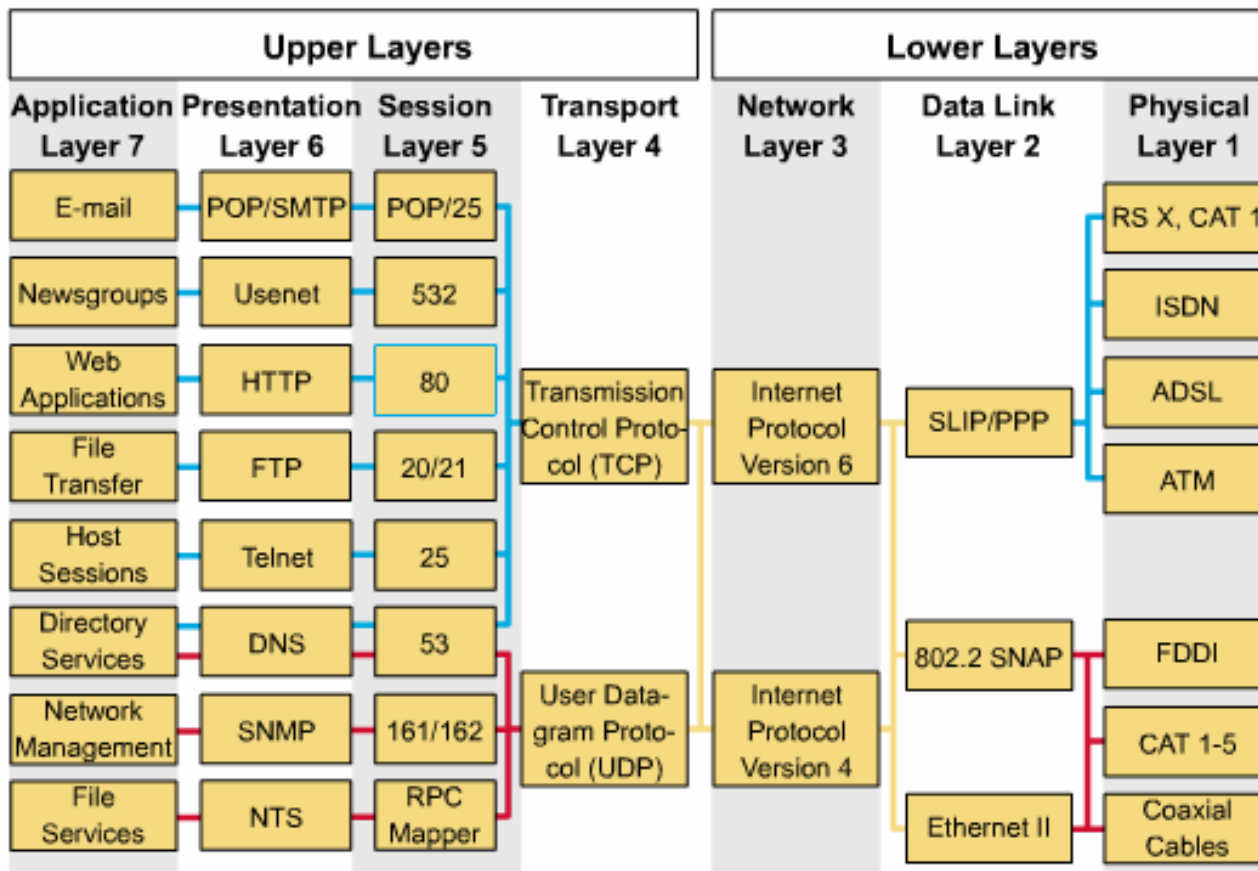 Upper Layers
Lower Layers
Application
Layer 7
Presentation
Layer 6
Session
Layer 5
Transport
Layer 4
Network
Layer 3
Data Link
Layer 2
Physical
Layer 1
E-mail
POP/SMTP
POP/25
Newsgroups
Usenet
532
Web
Applications
HTTP
80
File
Transfer
FTP
20/21
Host
Sessions
Telnet
25
Directory
Services
DNS
53
Network
Management
SNMP
161/162
File
Services
NTS
RPC
Mapper
Transmission
Control Proto-
col (TCP)
User Data-
gram Proto-
col (UDP)
Internet
Protocol
Version 6
Internet
Protocol
Version 4
SLIP/PPP
802.2 SNAP
Ethernet II
RS X, CAT 1
ISDN
ADSL
ATM
FDDI
CAT 1-5
Coaxial
Cables